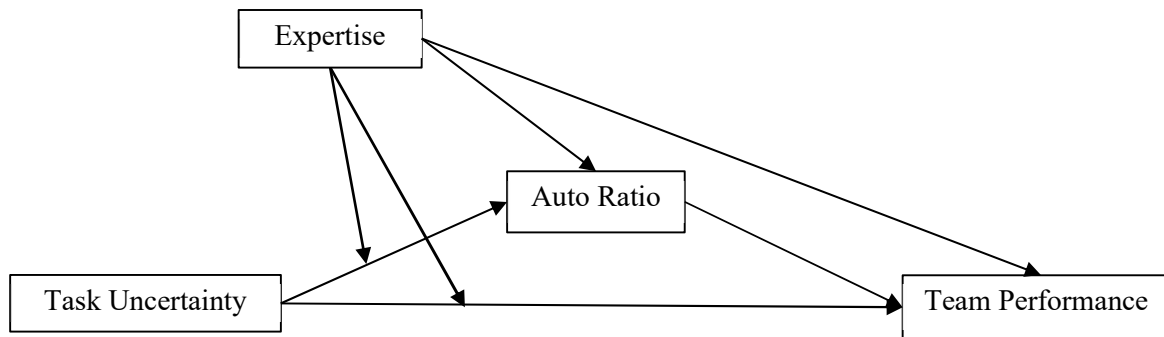 Expertise
Auto Ratio
Task Uncertainty
Team Performance